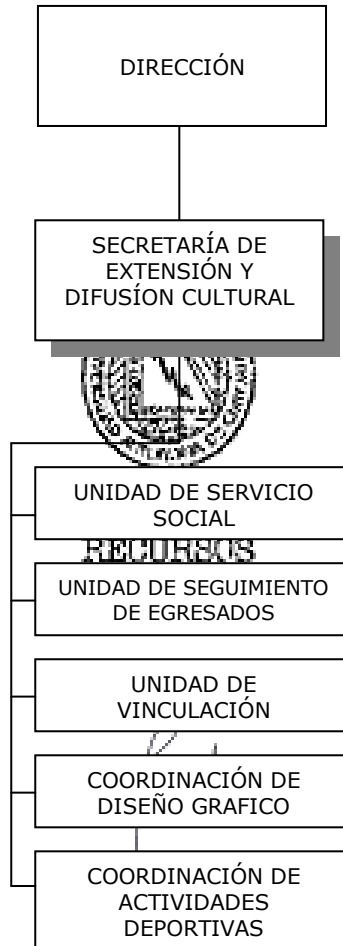 DIRECCIÓN
SECRETARÍA DE
EXTENSIÓN Y
DIFUSÍON CULTURAL
UNIDAD DE SERVICIO
SOCIAL
RECURSOS
UNIDAD DE SEGUIMIENTO
DE EGRESADOS
UNIDAD DE
VINCULACIÓN
COORDINACIÓN DE
DISEÑO GRAFICO
COORDINACIÓN DE
ACTIVIDADES
DEPORTIVAS